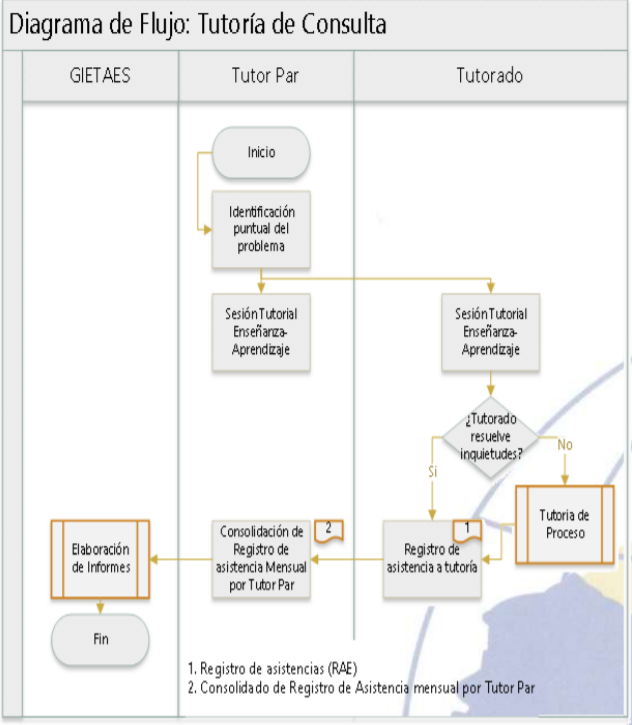 Diagrama de Flujo: Tutoría de Consulta
GIETAES
Tutor Par
Tutorado
Inicio
Identificación
puntual del
problema
Sesión Tutorial
Enseñanza-
Aprendizaje
Sesión Tutorial
Enseñanza-
Aprendizaje
¿Tutorado
resuelve
inquietudes?
No
Si
Tutoria de
Proceso
1
Registro de
asistencia a tutoría
2
Consolidación de
Registro de
asistencia Mensual
por Tutor Par
Elaboración
de Informes
Fin
1. Registro de asistencias (RAE)
2. Consolidado de Registro de Asistencia mensual por Tutor Par